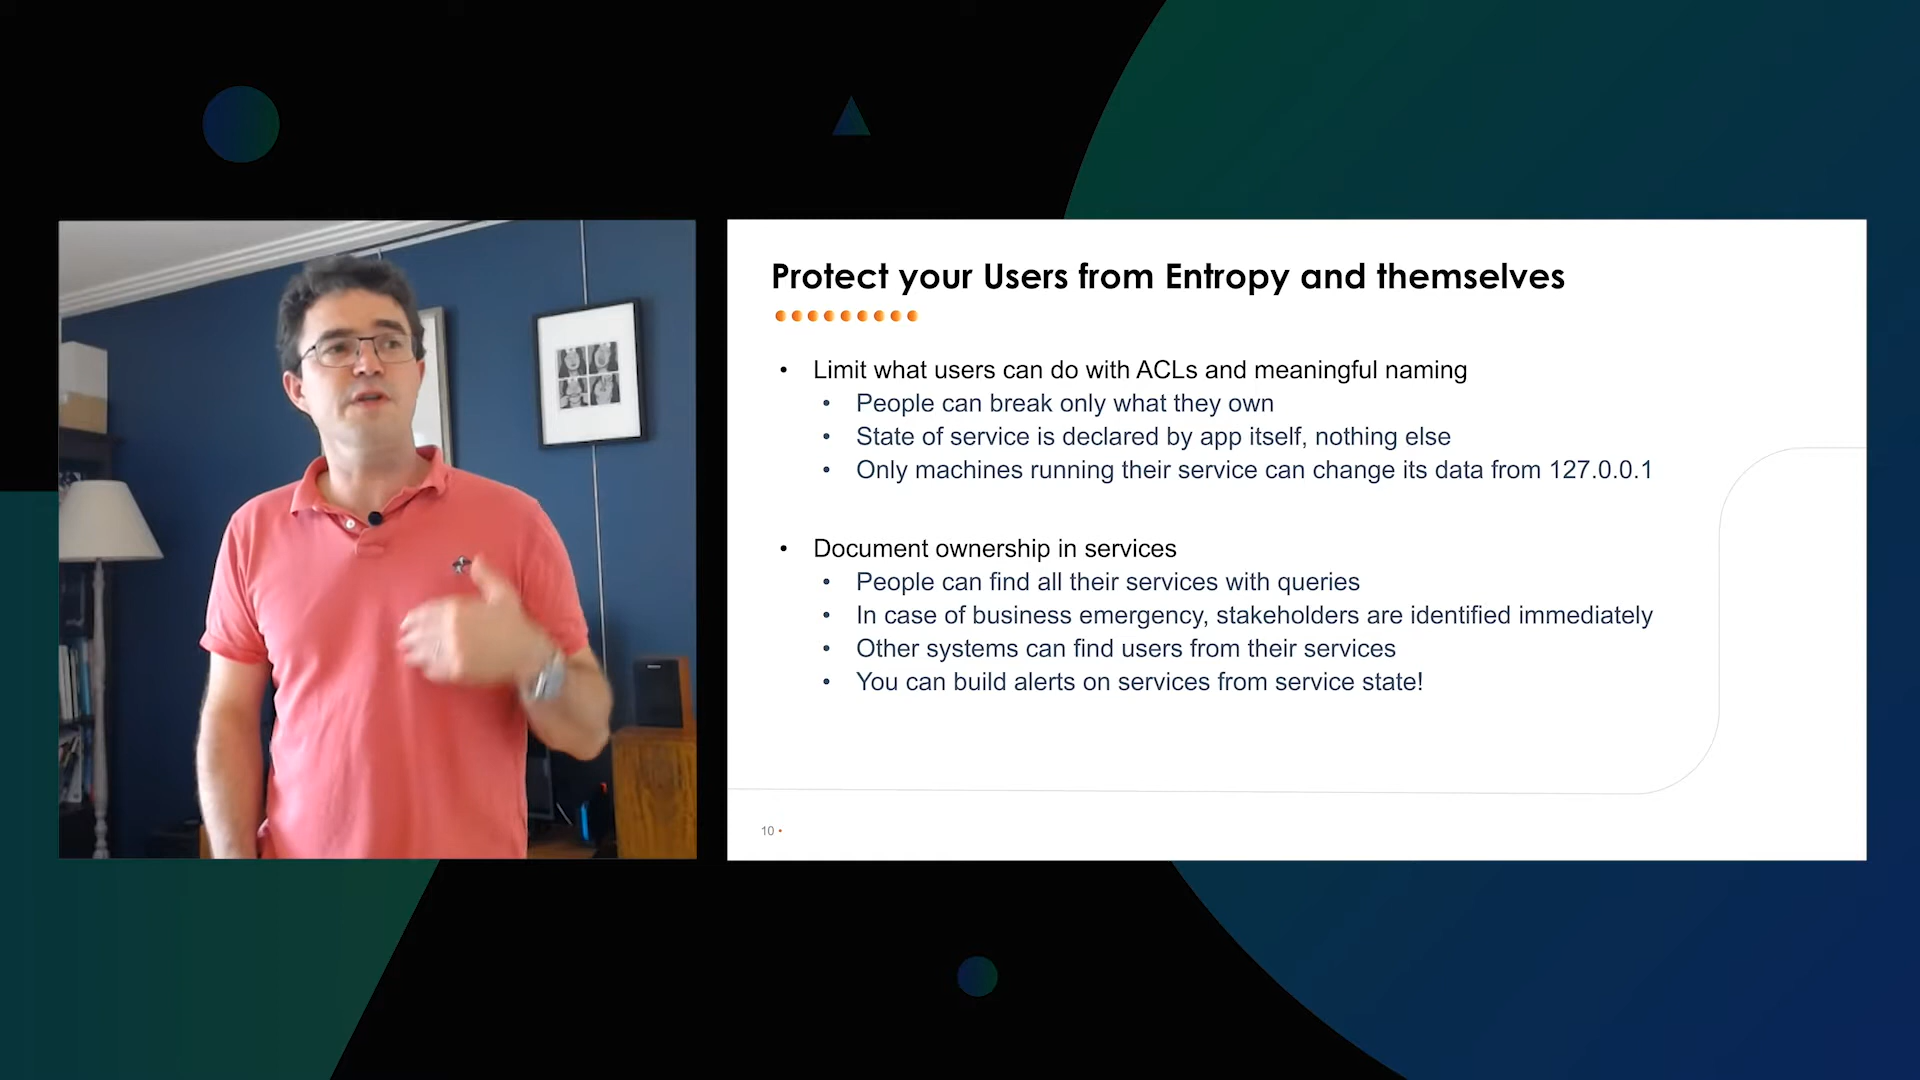 Protect your Users from Entropy and themselves
• Limit what users can do with ACLs and meaningful naming
• People can break only what they own
• State of service is declared by app itself, nothing else
• Only machines running their service can change its data from 127.0.0.1
• Document ownership in services
• People can find all their services with queries
• In case of business emergency, stakeholders are identified immediately
• Other systems can find users from their services
• You can build alerts on services from service state!
10 •